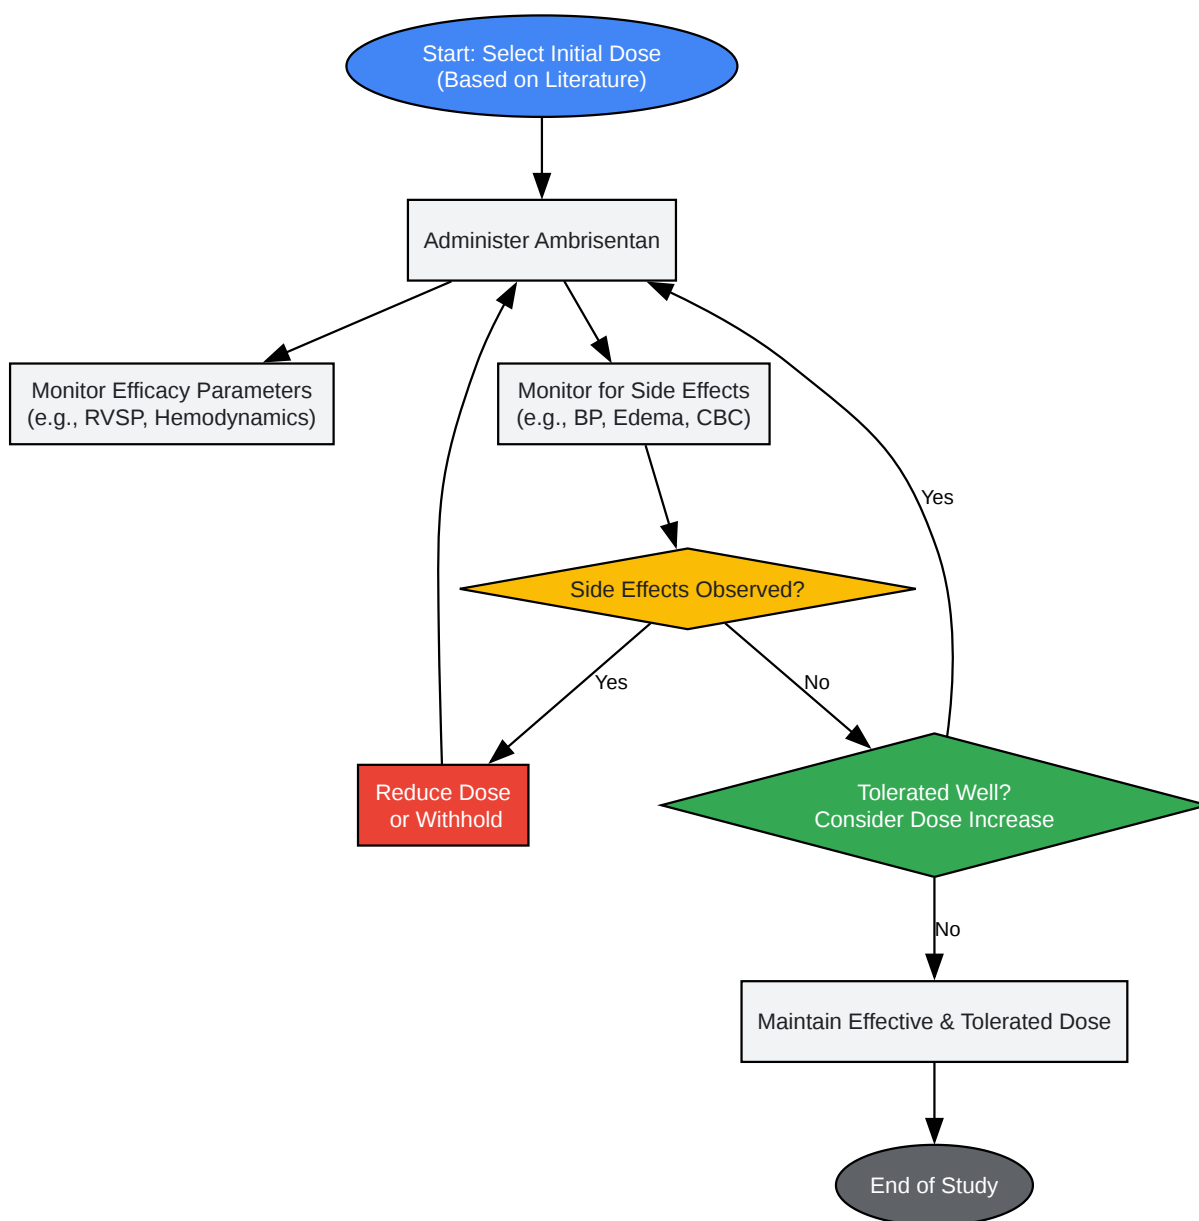 Start: Select Initial Dose
(Based on Literature)
Administer Ambrisentan
Monitor Efficacy Parameters
(e.g., RVSP, Hemodynamics)
Monitor for Side Effects
(e.g., BP, Edema, CBC)
Yes
Side Effects Observed?
Yes
No
Reduce Dose
or Withhold
Tolerated Well?
Consider Dose Increase
No
Maintain Effective & Tolerated Dose
End of Study